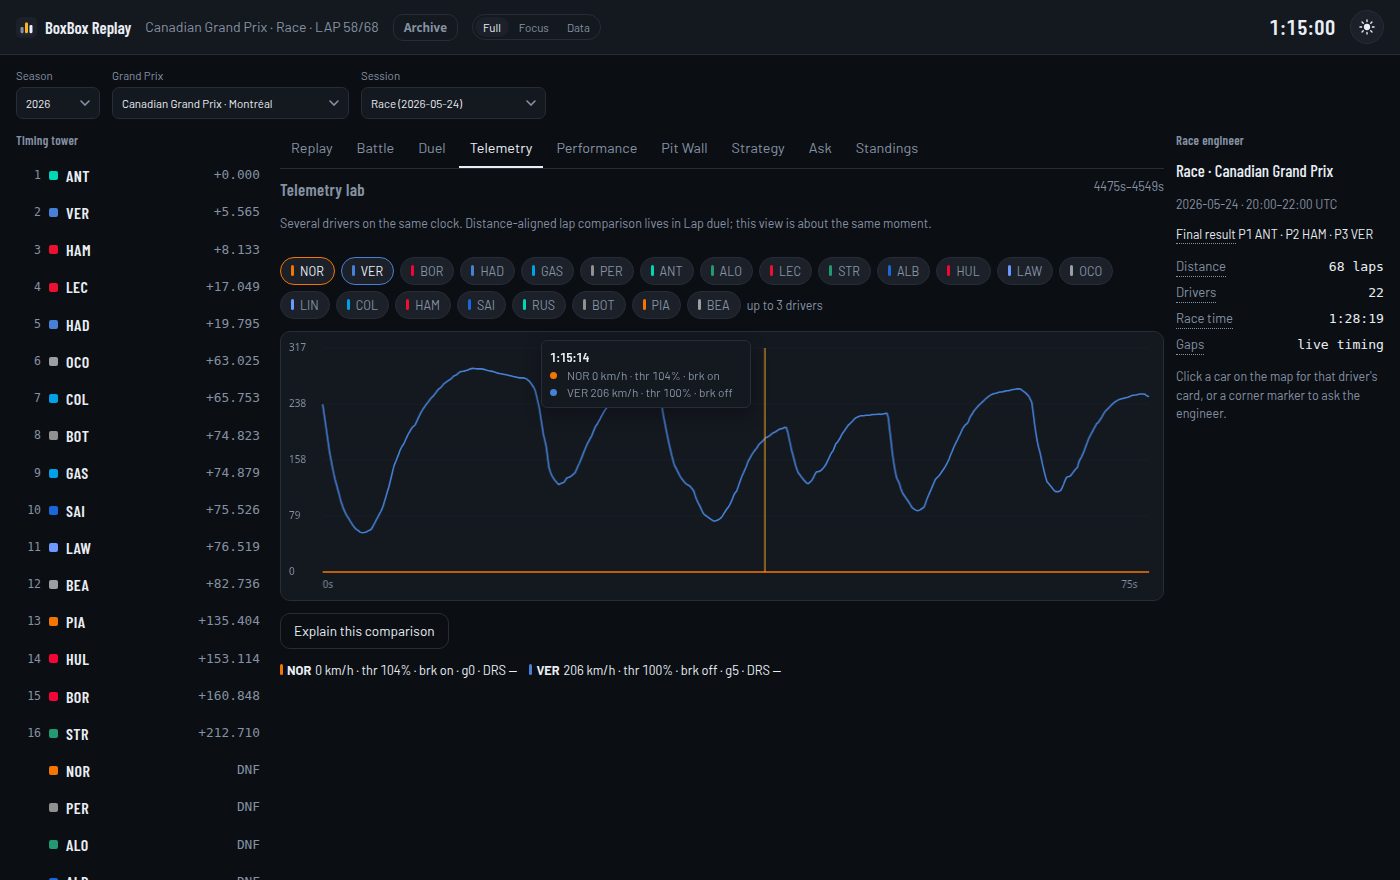 BoxBox Replay
Canadian Grand Prix · Race · LAP 58/68
Archive
Full
Focus
Data
1:15:00
Season
Grand Prix
Session
2026
Canadian Grand Prix · Montréal
Race (2026-05-24)
Timing tower
1 ANT +0.000
2 VER +5.565
3 HAM +8.133
4 LEC +17.049
5 HAD +19.795
6 OCO +63.025
7 COL +65.753
8 BOT +74.823
9 GAS +74.879
10 SAI +75.526
11 LAW +76.519
12 BEA +82.736
13 PIA +135.404
14 HUL +153.114
15 BOR +160.848
16 STR +212.710
NOR DNF
PER DNF
ALO DNF
Replay
Battle
Duel
Telemetry
Performance
Pit Wall
Strategy
Ask
Standings
Telemetry lab
4475s–4549s
Several drivers on the same clock. Distance-aligned lap comparison lives in Lap duel; this view is about the same moment.
NOR VER BOR HAD GAS PER ANT ALO LEC STR ALB HUL LAW OCO
LIN COL HAM SAI RUS BOT PIA BEA up to 3 drivers
317
238
158
79
0
0s
75s
1:15:14
NOR 0 km/h · thr 104% · brk on
VER 206 km/h · thr 100% · brk off
Explain this comparison
NOR 0 km/h · thr 104% · brk on · g0 · DRS —
VER 206 km/h · thr 100% · brk off · g5 · DRS —
Race engineer
Race · Canadian Grand Prix
2026-05-24 · 20:00–22:00 UTC
Final result P1 ANT · P2 HAM · P3 VER
Distance 68 laps
Drivers 22
Race time 1:28:19
Gaps live timing
Click a car on the map for that driver's
card, or a corner marker to ask the
engineer.